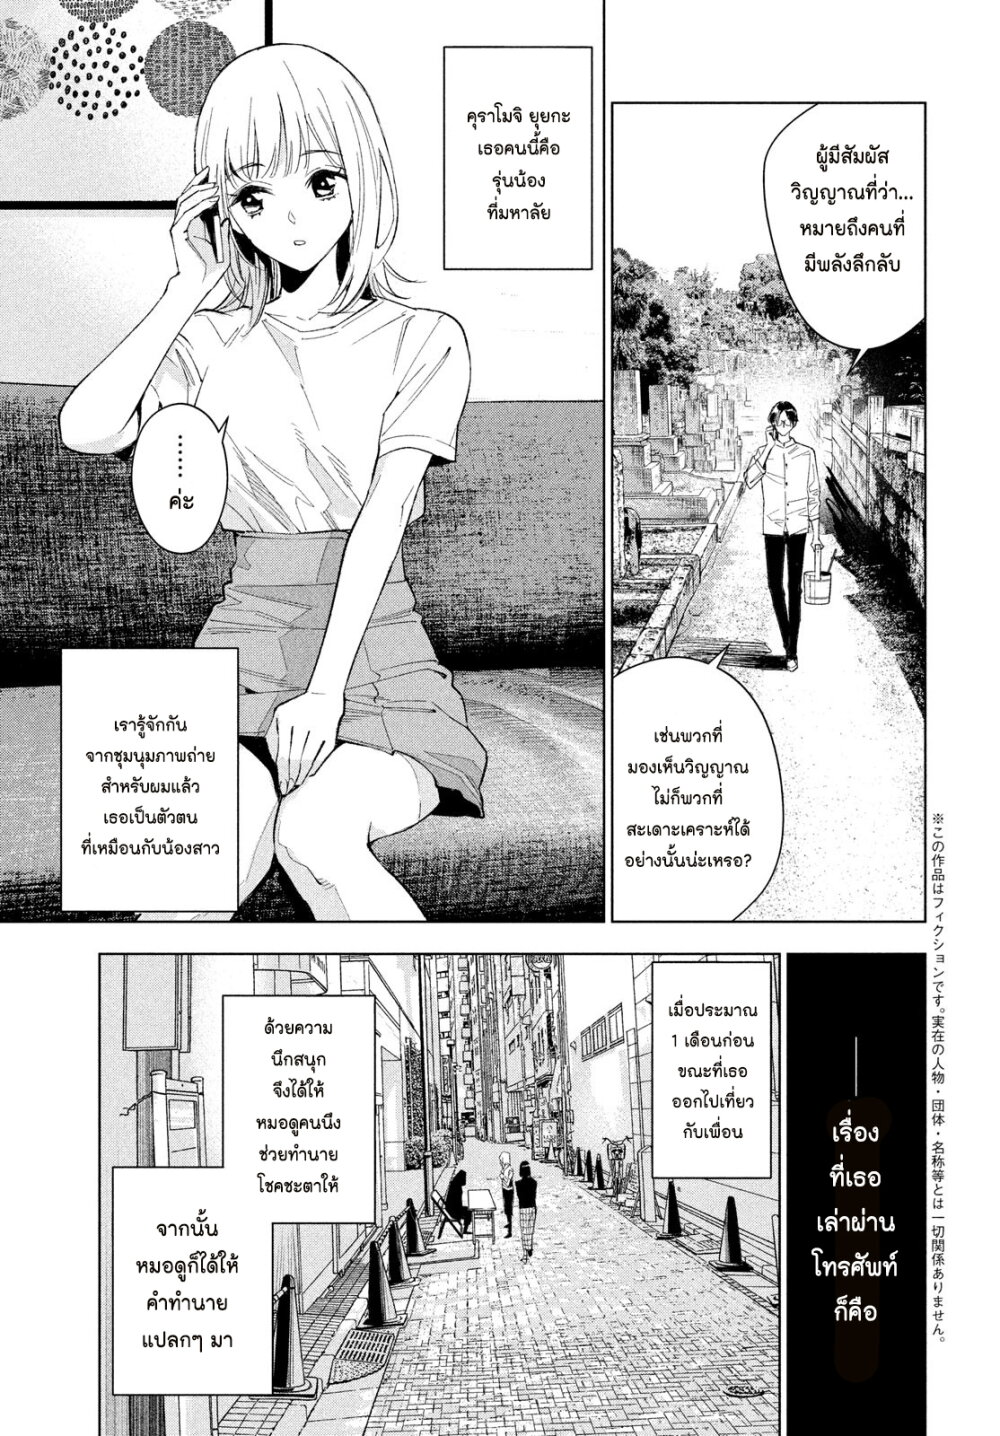 ผู้มีสัมผัส
วิญญาณที่ว่า...
หมายถึงคนที่
มีพลังลึกลับ
เช่นพวกที่
มองเห็นวิญญาณ
ไม่ก็พวกที่
สะเดาะเคราะห์ได้
อย่างนั้นน่ะเหรอ?
คุราโมจิ ยุยกะ
เธอคนนี้คือ
รุ่นน้อง
ที่มหาลัย
........
ค่ะ
เรารู้จักกัน
จากชุมนุมภาพถ่าย
สำหรับผมแล้ว
เธอเป็นตัวตน
ที่เหมือนกับน้องสาว
※この作品はフィクションです。実在の人物・団体・名称等とは一切関係ありません。
เรื่อง
ที่เธอ
เล่าผ่าน
โทรศัพท์
ก็คือ
เมื่อประมาณ
1 เดือนก่อน
ขณะที่เธอ
ออกไปเที่ยว
กับเพื่อน
ด้วยความ
นึกสนุก
จึงได้ให้
หมอดูคนนึง
ช่วยทำนาย
โชคชะตาให้
จากนั้น
หมอดูก็ได้ให้
คำทำนาย
แปลกๆ มา